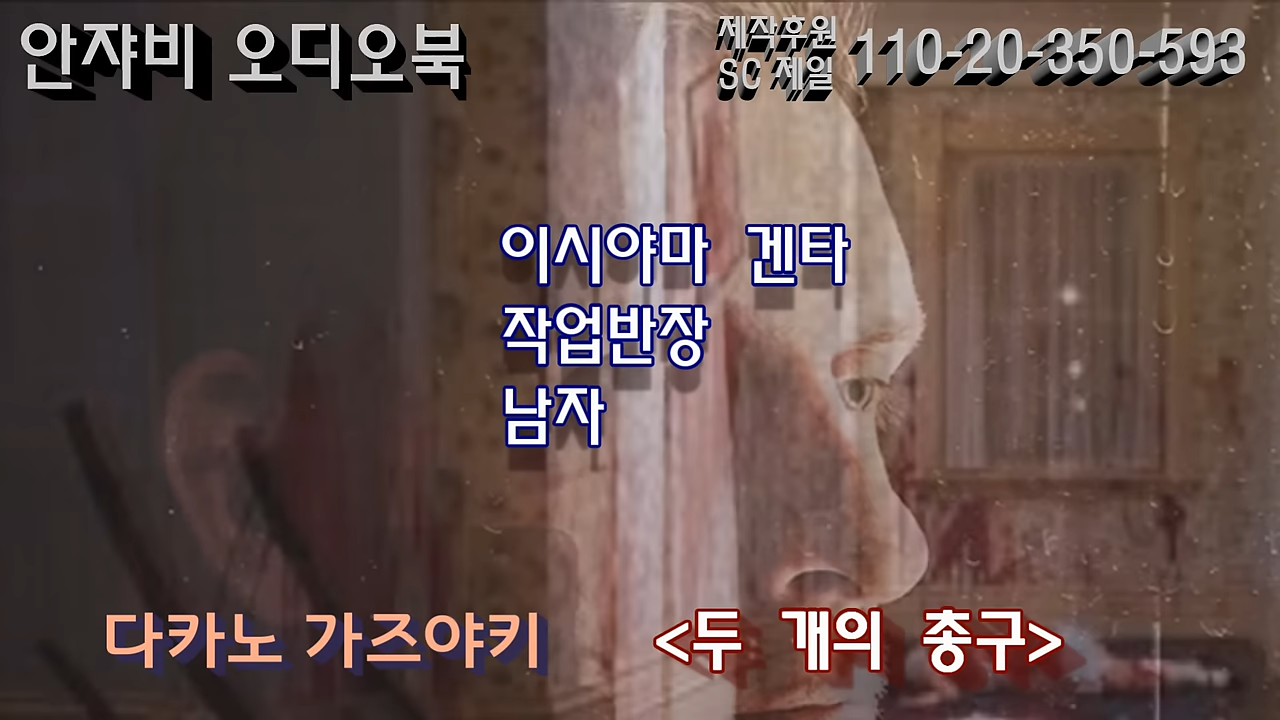 안쟈비 오디오북
제작후원
SC 제일
110-20-350-593
이시야마 겐타
작업반장
남자
다카노 가즈야키
<두 개의 총구>